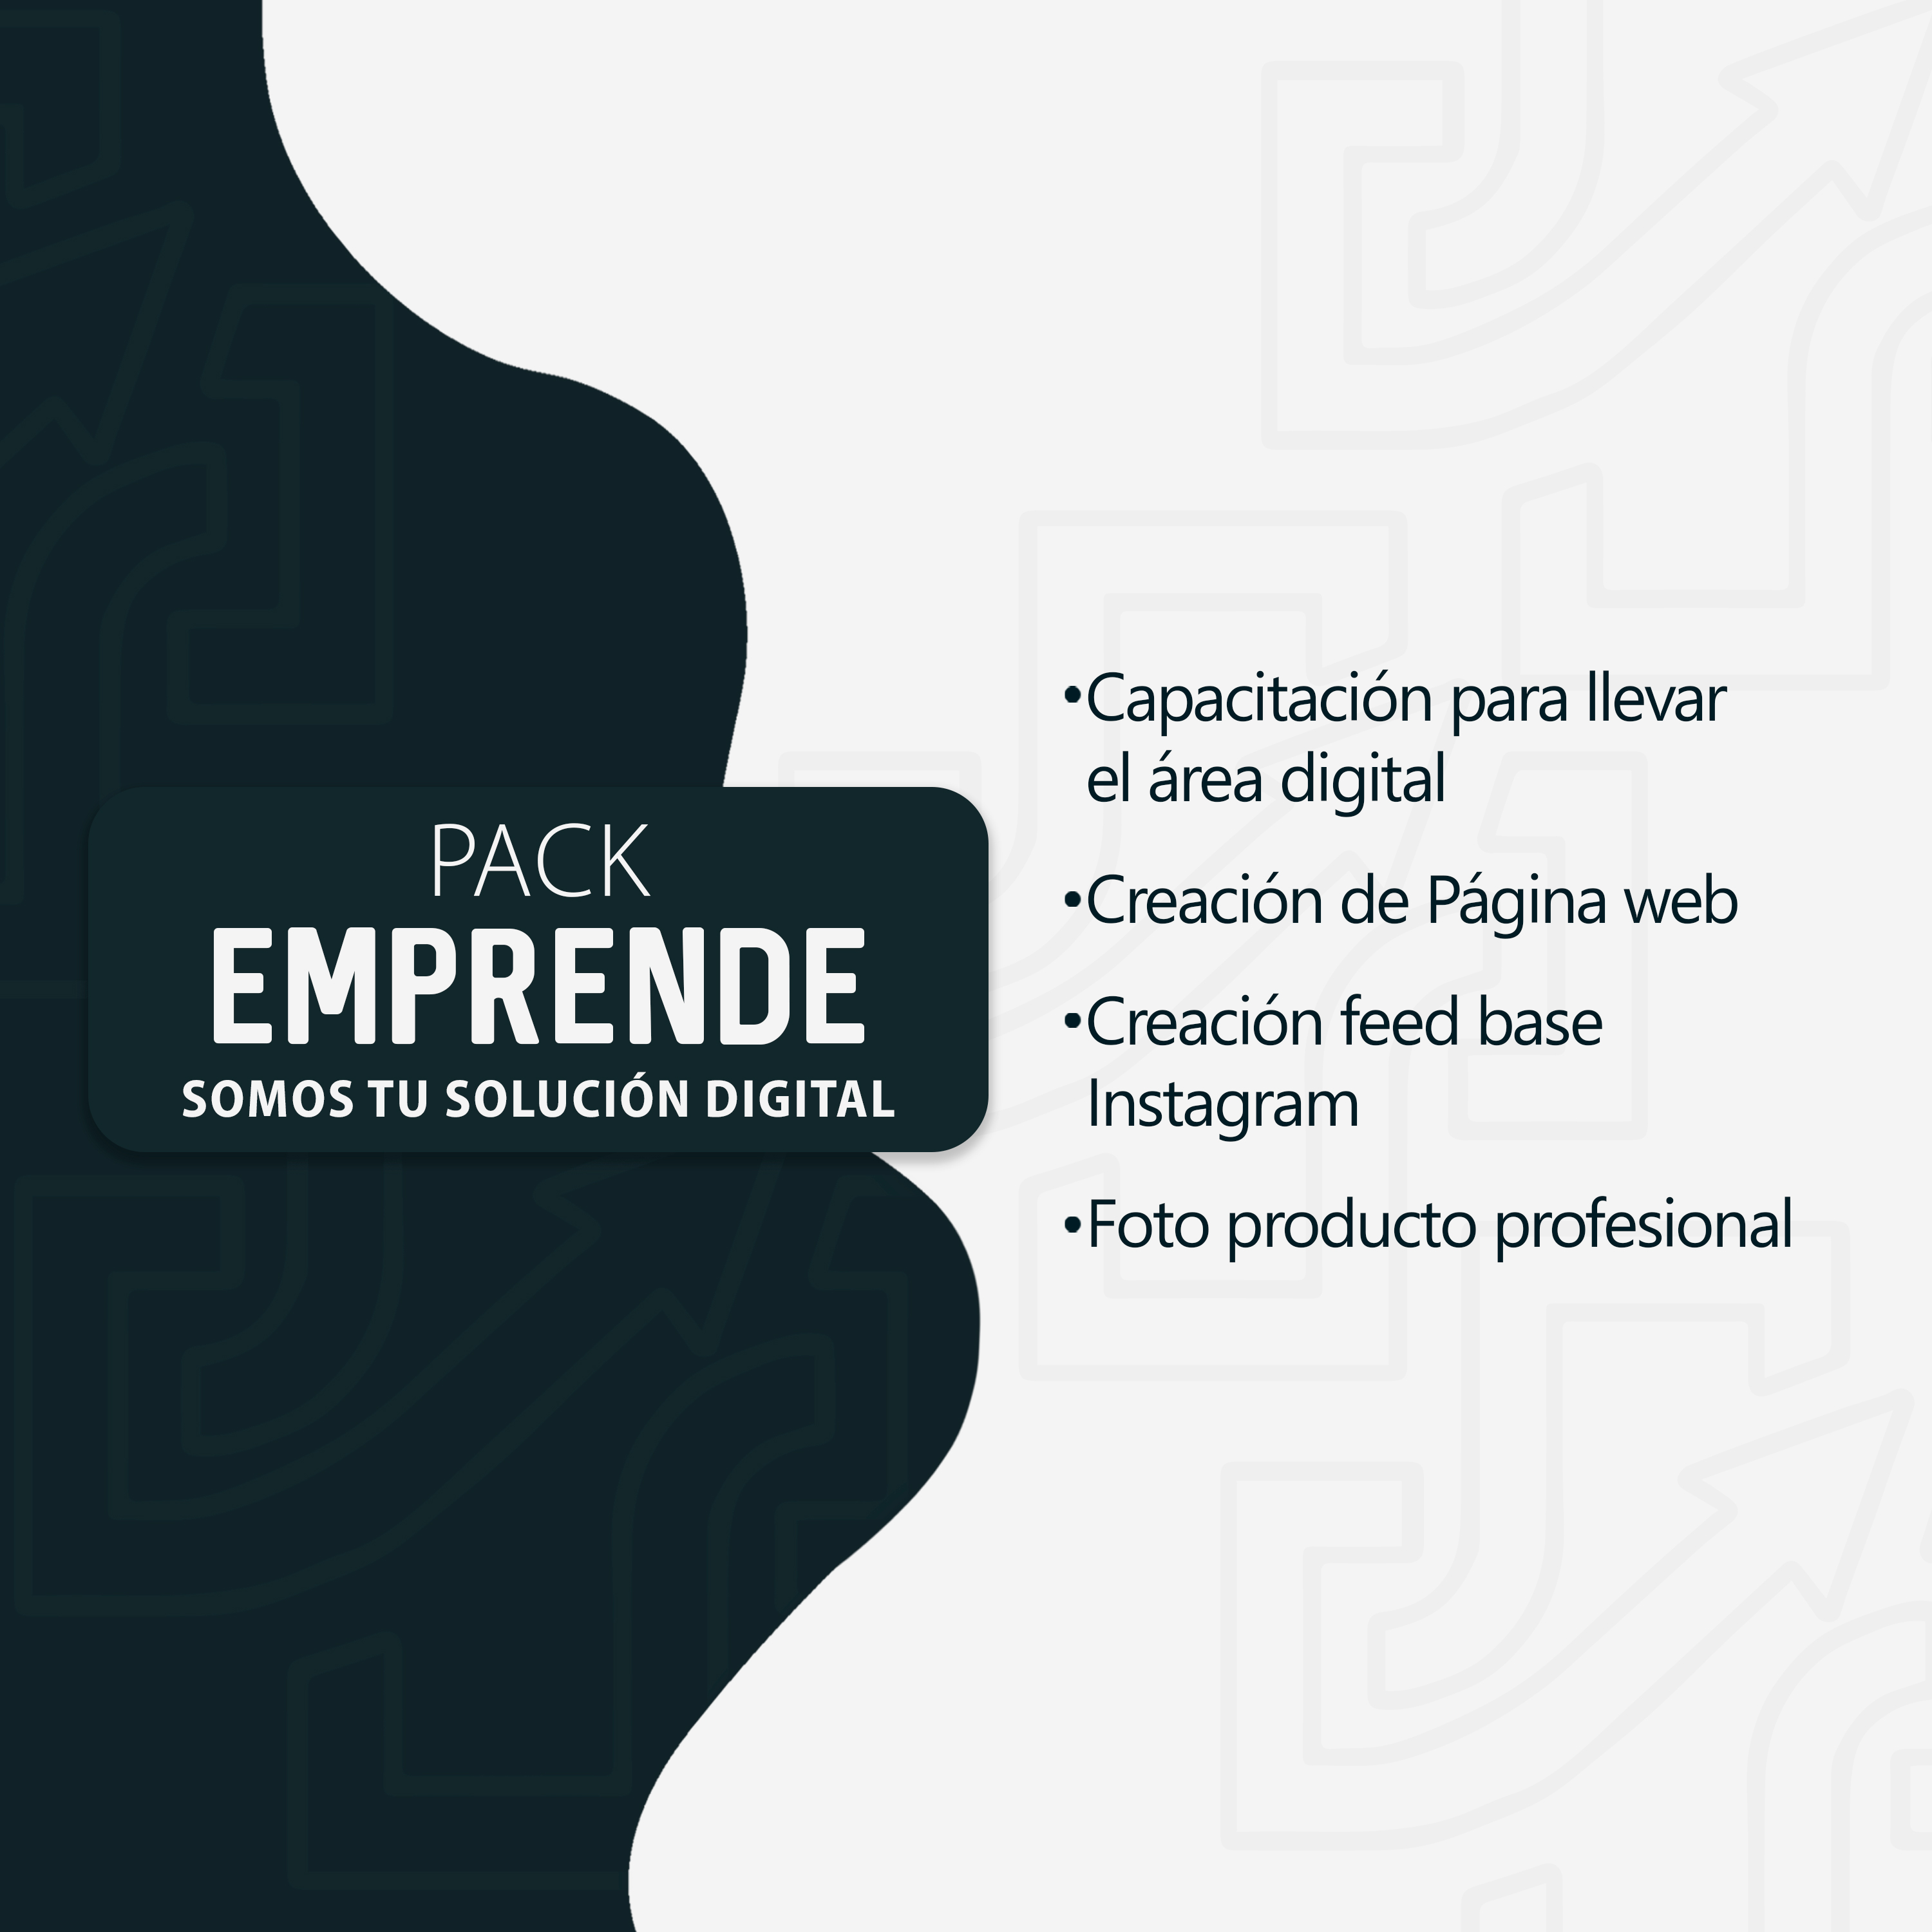 PACK
EMPRENDE
SOMOS TU SOLUCIÓN DIGITAL
•Capacitación para llevar
el área digital
•Creación de Página web
•Creación feed base
Instagram
•Foto producto profesional